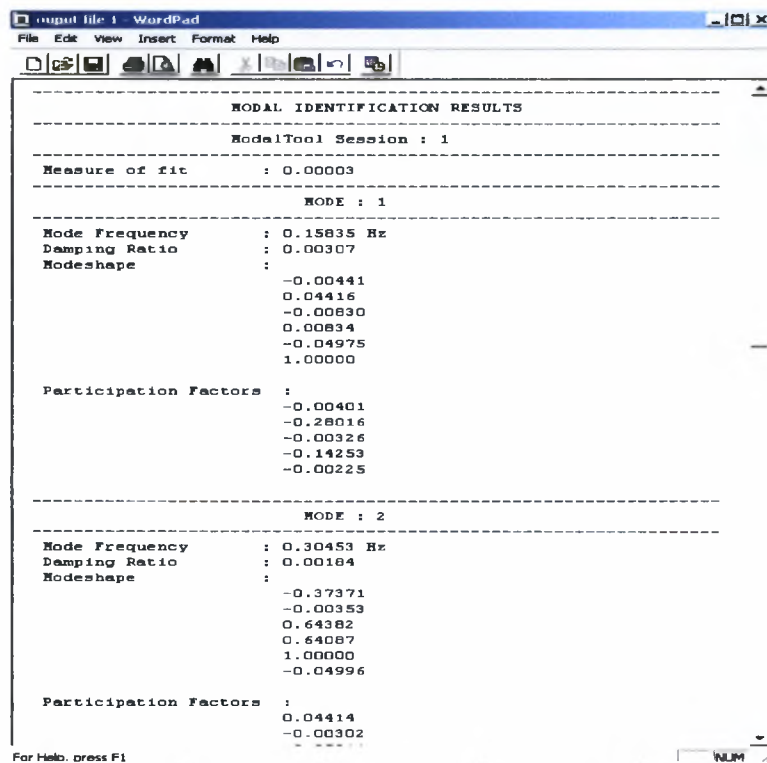 ouput file 1 - WordPad
File Edit View Insert Format Help
MODAL IDENTIFICATION RESULTS
ModalTool Session : 1
Measure of fit : 0.00003
MODE : 1
Mode Frequency : 0.15835 Hz
Damping Ratio : 0.00307
Modeshape :
-0.00441
0.04416
-0.00830
0.00834
-0.04975
1.00000
Participation Factors :
-0.00401
-0.28016
-0.00326
-0.14253
-0.00225
MODE : 2
Mode Frequency : 0.30453 Hz
Damping Ratio : 0.00184
Modeshape :
-0.37371
-0.00353
0.64382
0.64087
1.00000
-0.04996
Participation Factors :
0.04414
-0.00302
For Help, press F1
NUM